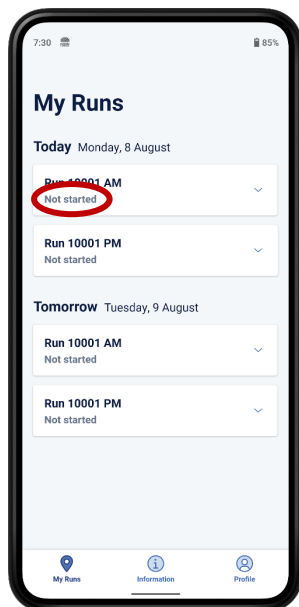 7:30 85%
My Runs
Today Monday, 8 August
Run 10001 AM
Not started
Run 10001 PM
Not started
Tomorrow Tuesday, 9 August
Run 10001 AM
Not started
Run 10001 PM
Not started
My Runs Information Profile